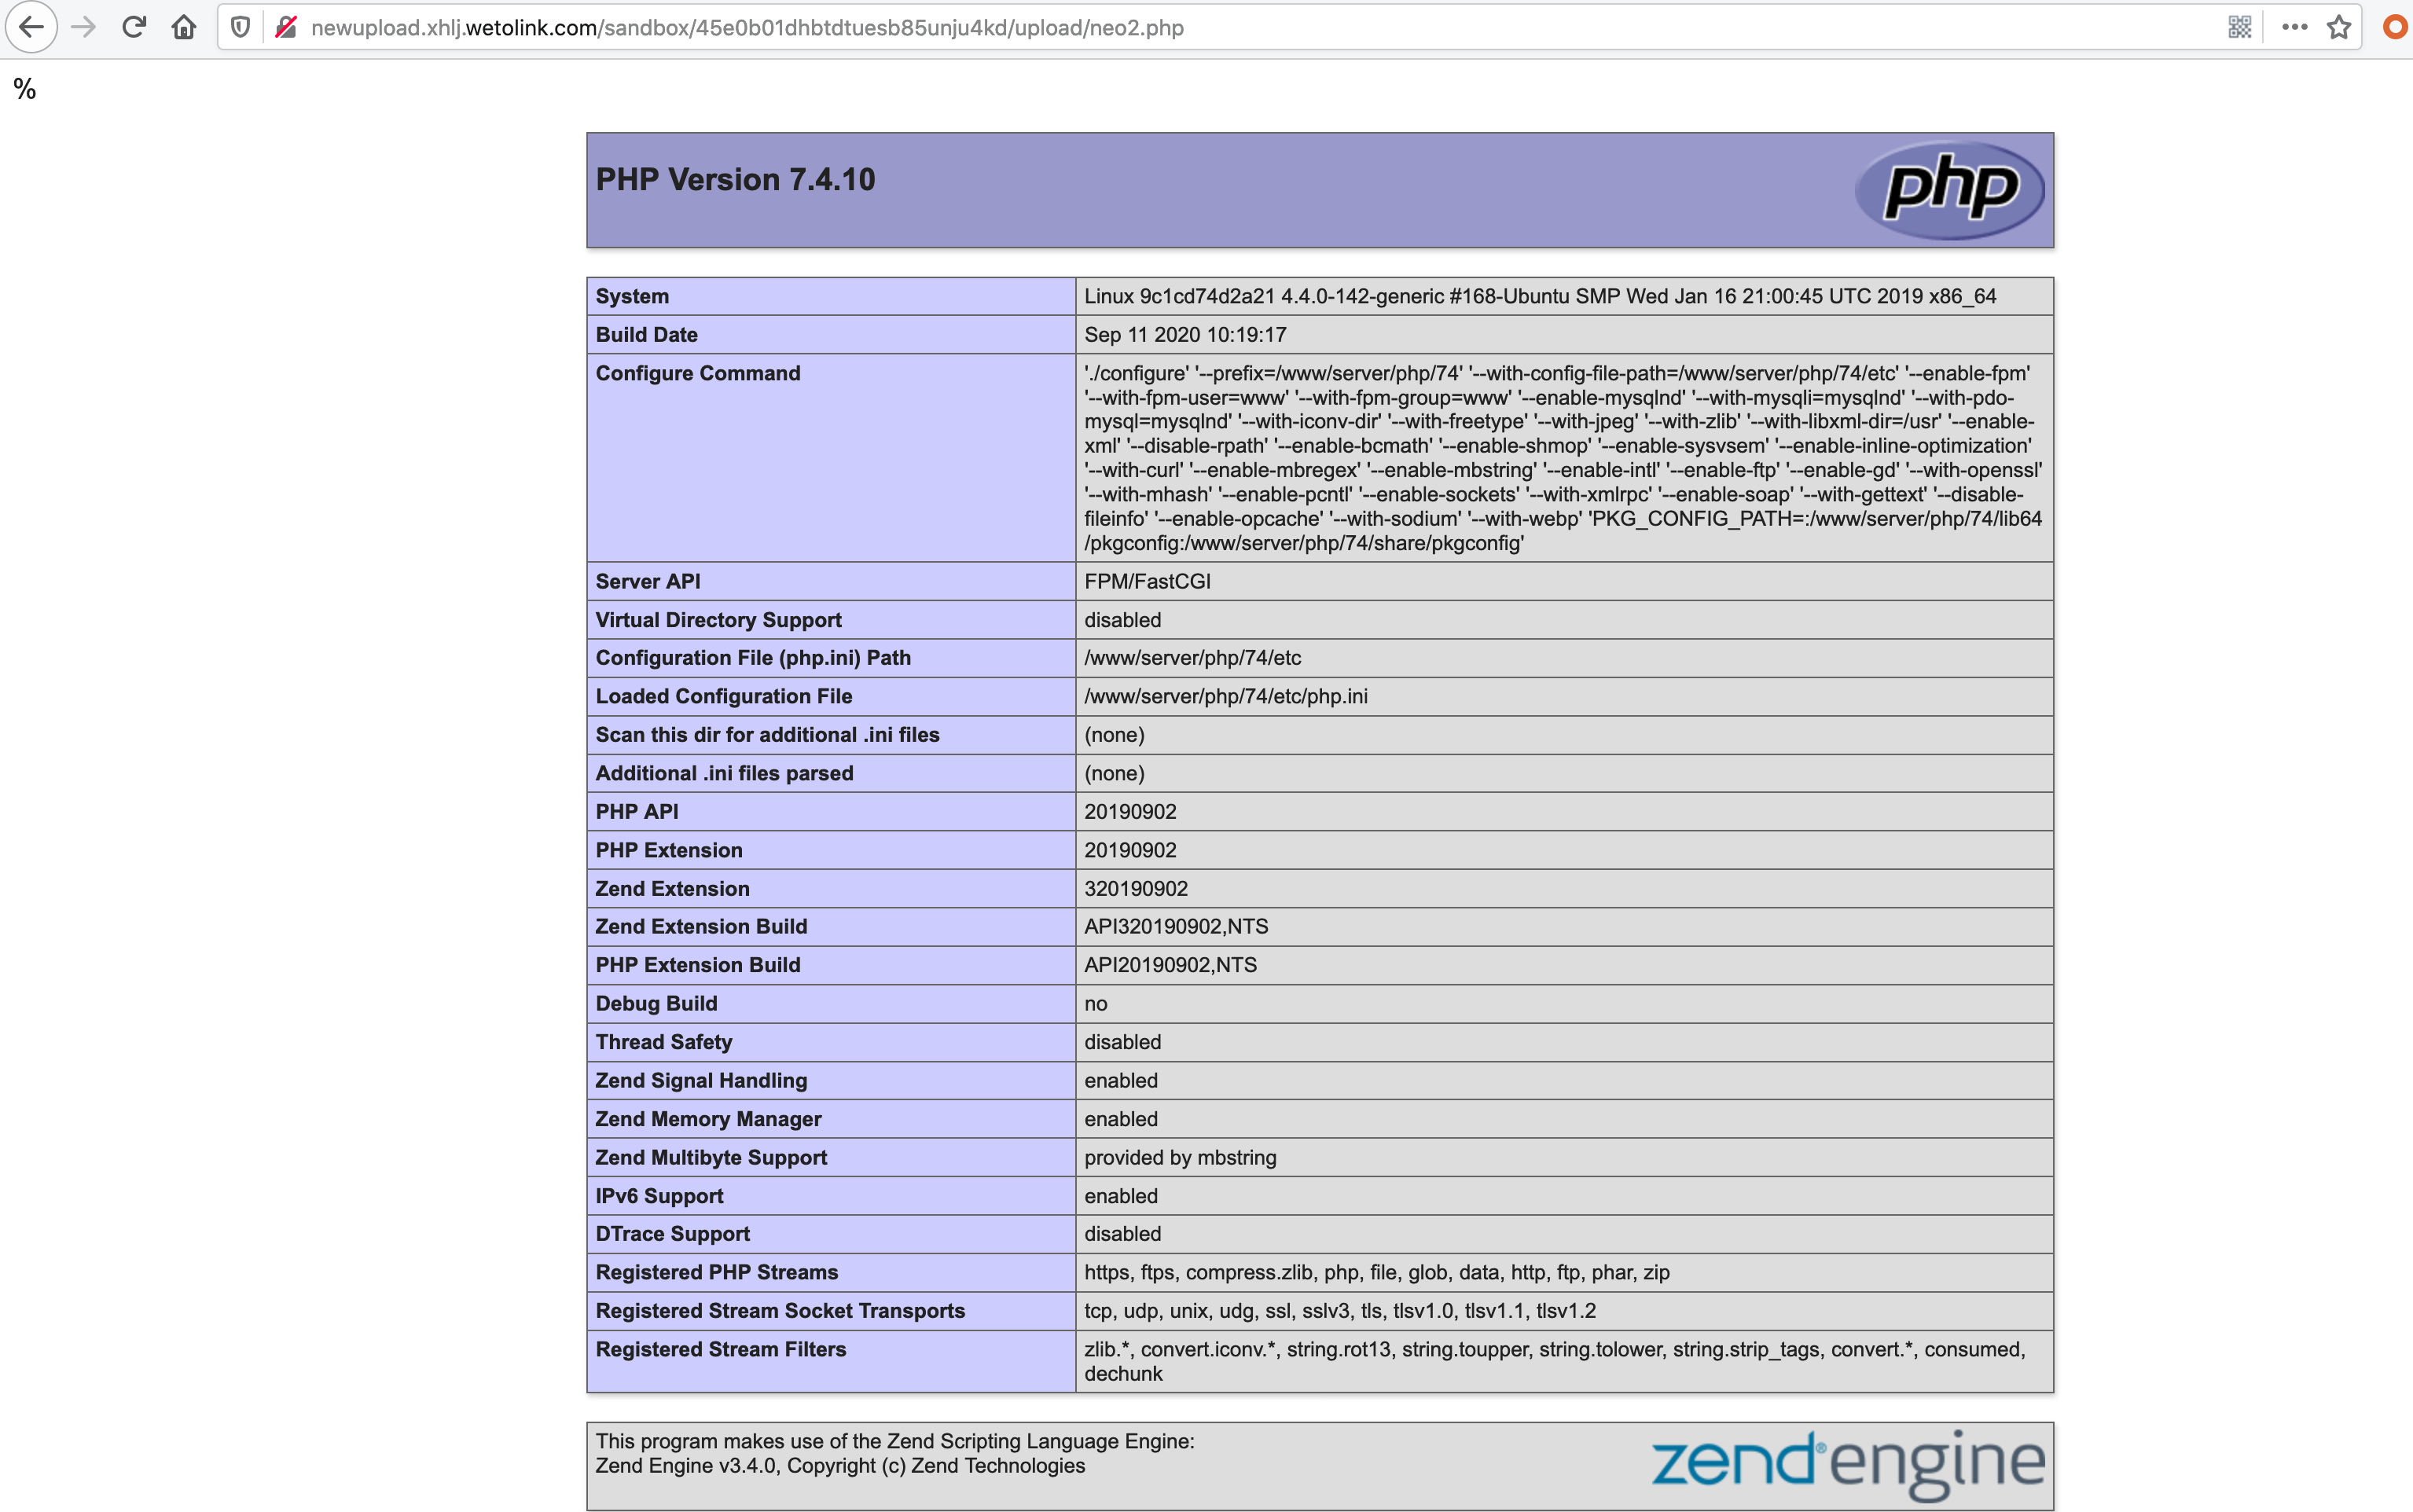 newupload.xhlj.wetolink.com/sandbox/45e0b01dhbtdtuesb85unju4kd/upload/neo2.php
%
PHP Version 7.4.10
php
System Linux 9c1cd74d2a21 4.4.0-142-generic #168-Ubuntu SMP Wed Jan 16 21:00:45 UTC 2019 x86_64
Build Date Sep 11 2020 10:19:17
Configure Command './configure' '--prefix=/www/server/php/74' '--with-config-file-path=/www/server/php/74/etc' '--enable-fpm'
'--with-fpm-user=www' '--with-fpm-group=www' '--enable-mysqlnd' '--with-mysqli=mysqlnd' '--with-pdo-
mysql=mysqlnd' '--with-iconv-dir' '--with-freetype' '--with-jpeg' '--with-zlib' '--with-libxml-dir=/usr' '--enable-
xml' '--disable-rpath' '--enable-bcmath' '--enable-shmop' '--enable-sysvsem' '--enable-inline-optimization'
'--with-curl' '--enable-mbregex' '--enable-mbstring' '--enable-intl' '--enable-ftp' '--enable-gd' '--with-openssl'
'--with-mhash' '--enable-pcntl' '--enable-sockets' '--with-xmlrpc' '--enable-soap' '--with-gettext' '--disable-
fileinfo' '--enable-opcache' '--with-sodium' '--with-webp' 'PKG_CONFIG_PATH=:/www/server/php/74/lib64
/pkgconfig:/www/server/php/74/share/pkgconfig'
Server API FPM/FastCGI
Virtual Directory Support disabled
Configuration File (php.ini) Path /www/server/php/74/etc
Loaded Configuration File /www/server/php/74/etc/php.ini
Scan this dir for additional .ini files (none)
Additional .ini files parsed (none)
PHP API 20190902
PHP Extension 20190902
Zend Extension 320190902
Zend Extension Build API320190902,NTS
PHP Extension Build API20190902,NTS
Debug Build no
Thread Safety disabled
Zend Signal Handling enabled
Zend Memory Manager enabled
Zend Multibyte Support provided by mbstring
IPv6 Support enabled
DTrace Support disabled
Registered PHP Streams https, ftps, compress.zlib, php, file, glob, data, http, ftp, phar, zip
Registered Stream Socket Transports tcp, udp, unix, udg, ssl, sslv3, tls, tlsv1.0, tlsv1.1, tlsv1.2
Registered Stream Filters zlib.*, convert.iconv.*, string.rot13, string.toupper, string.tolower, string.strip_tags, convert.*, consumed,
dechunk
This program makes use of the Zend Scripting Language Engine:
Zend Engine v3.4.0, Copyright (c) Zend Technologies
zend® engine